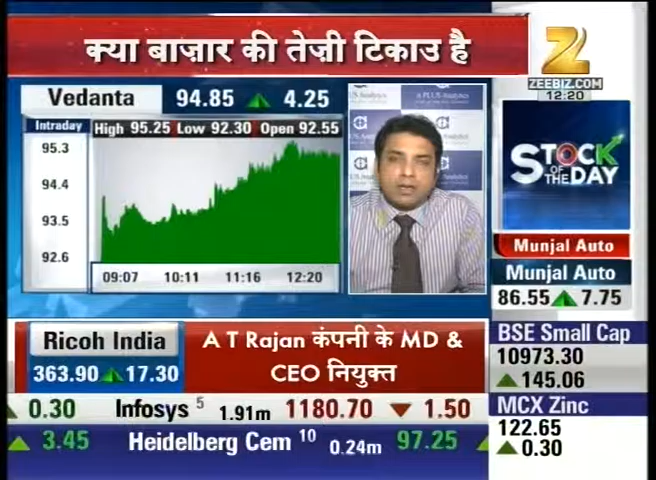 क्या बाज़ार की तेज़ी टिकाउ है
ZEEBIZ.COM
12:20
Vedanta 94.85 4.25
Intraday High 95.25 Low 92.30 Open 92.55
95.3
94.4
93.5
92.6
09:07 10:11 11:16 12:20
A PLUS Analytics
STOCK
OF THE DAY
Munjal Auto
Munjal Auto
86.55 7.75
Ricoh India
363.90 17.30
A T Rajan कंपनी के MD &
CEO नियुक्त
BSE Small Cap
10973.30
145.06
MCX Zinc
122.65
0.30
0.30 Infosys 5 1.91m 1180.70 1.50
3.45 Heidelberg Cem 10 0.24m 97.25